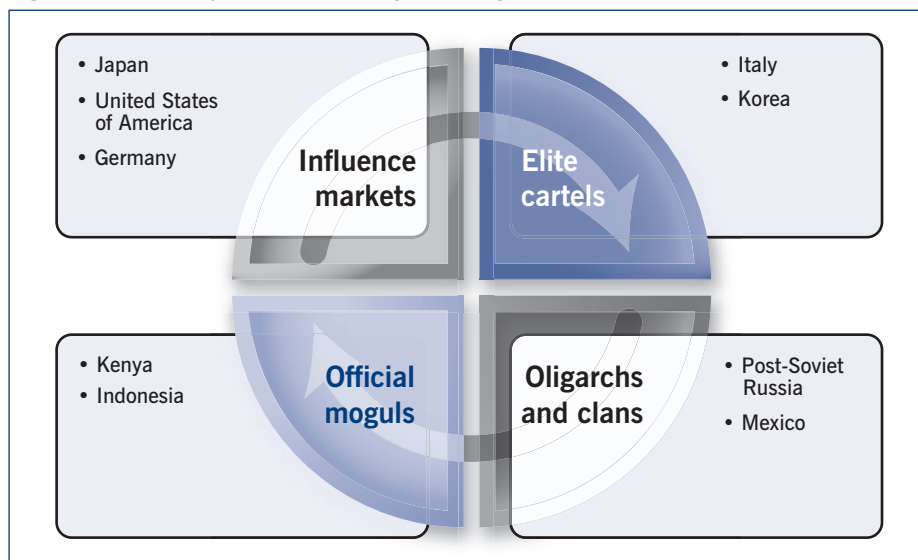 • Japan
• United States
of America
• Germany
Influence
markets
Elite
cartels
• Italy
• Korea
• Kenya
• Indonesia
Official
moguls
Oligarchs
and clans
• Post-Soviet
Russia
• Mexico